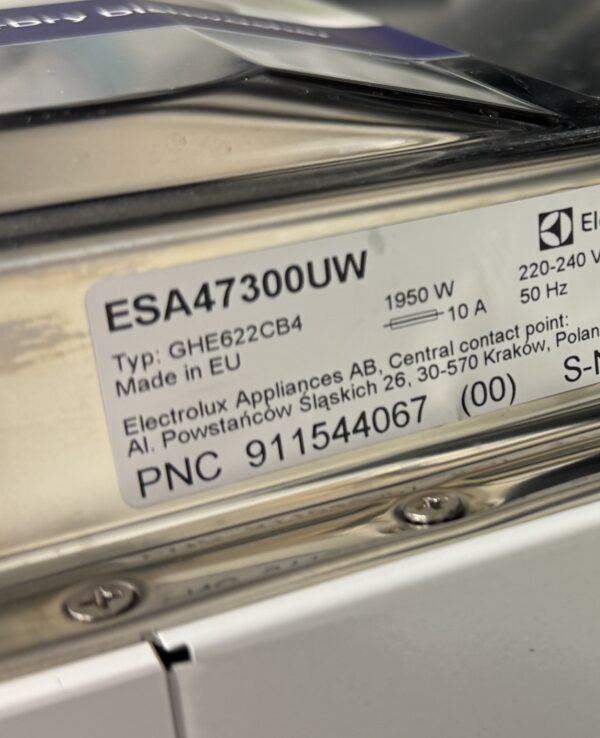 ESA47300UW
Typ: GHE622CB4
Made in EU
1950 W
10 A
220-240 V
50 Hz
Electrolux Appliances AB, Central contact point:
Al. Powstańców Śląskich 26, 30-570 Kraków,
PNC 911544067 (00)